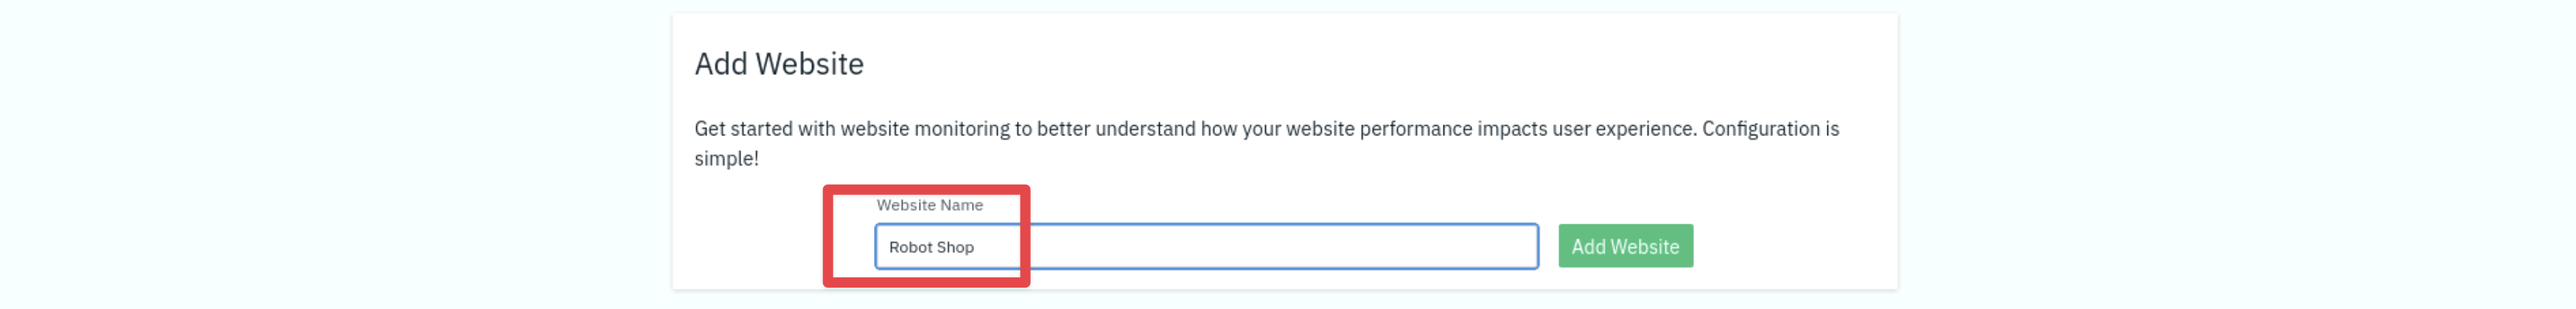 Add Website
Get started with website monitoring to better understand how your website performance impacts user experience. Configuration is
simple!
Website Name
Robot Shop
Add Website